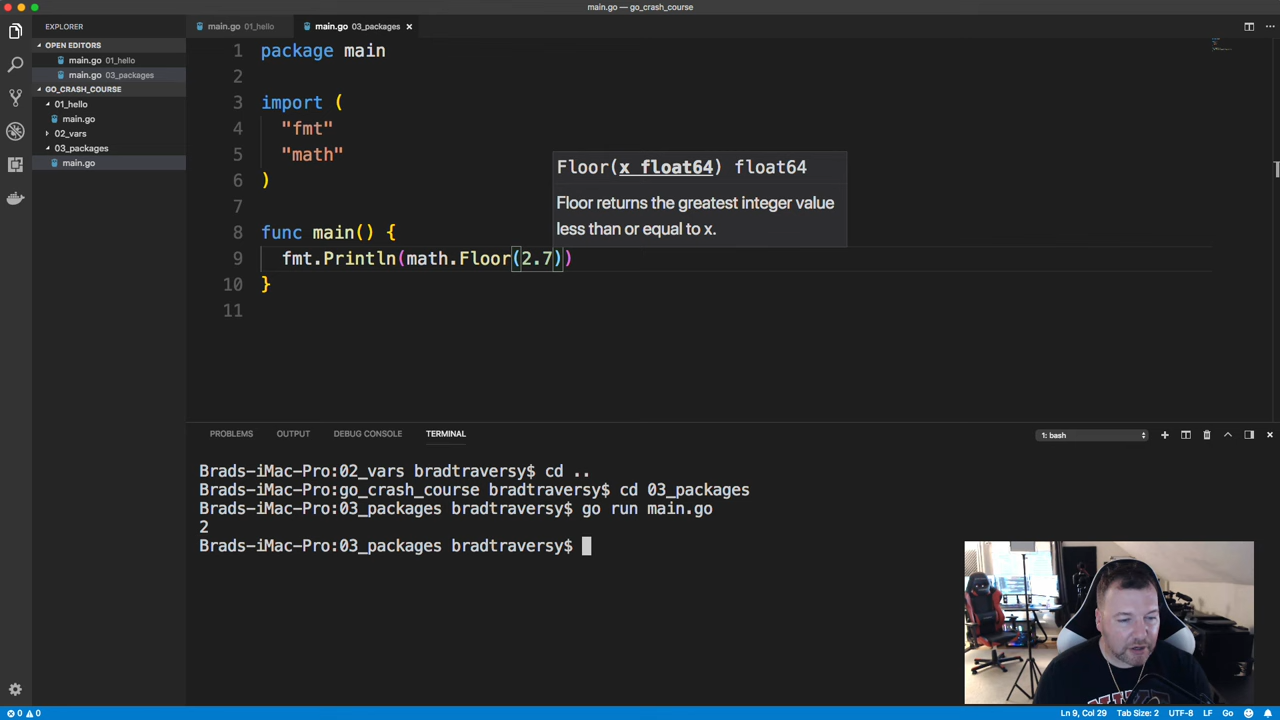 main.go — go_crash_course
EXPLORER
OPEN EDITORS
main.go 01_hello
main.go 03_packages
GO_CRASH_COURSE
01_hello
main.go
02_vars
03_packages
main.go
main.go 01_hello
main.go 03_packages
1 package main
2
3 import (
4 "fmt"
5 "math"
6 )
7
8 func main() {
9 fmt.Println(math.Floor(2.7))
10 }
11
Floor(x float64) float64
Floor returns the greatest integer value
less than or equal to x.
PROBLEMS OUTPUT DEBUG CONSOLE TERMINAL
1: bash
Brads-iMac-Pro:02_vars bradtraversy$ cd ..
Brads-iMac-Pro:go_crash_course bradtraversy$ cd 03_packages
Brads-iMac-Pro:03_packages bradtraversy$ go run main.go
2
Brads-iMac-Pro:03_packages bradtraversy$
0 0 Ln 9, Col 29 Tab Size: 2 UTF-8 LF Go